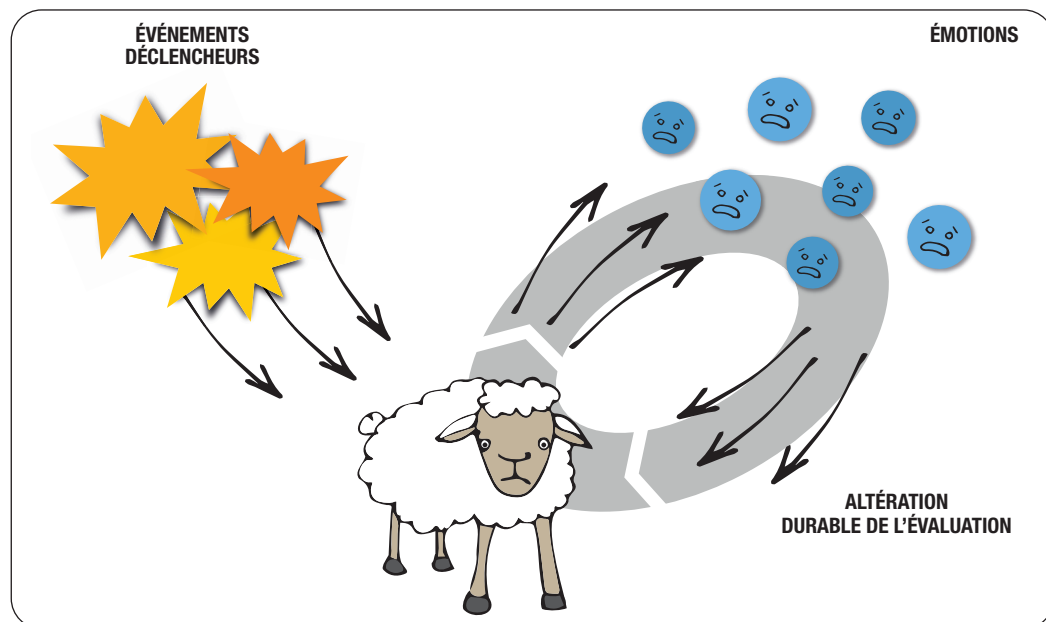 ÉVÉNEMENTS
DÉCLENCHEURS
ÉMOTIONS
ALTÉRATION
DURABLE DE L'ÉVALUATION